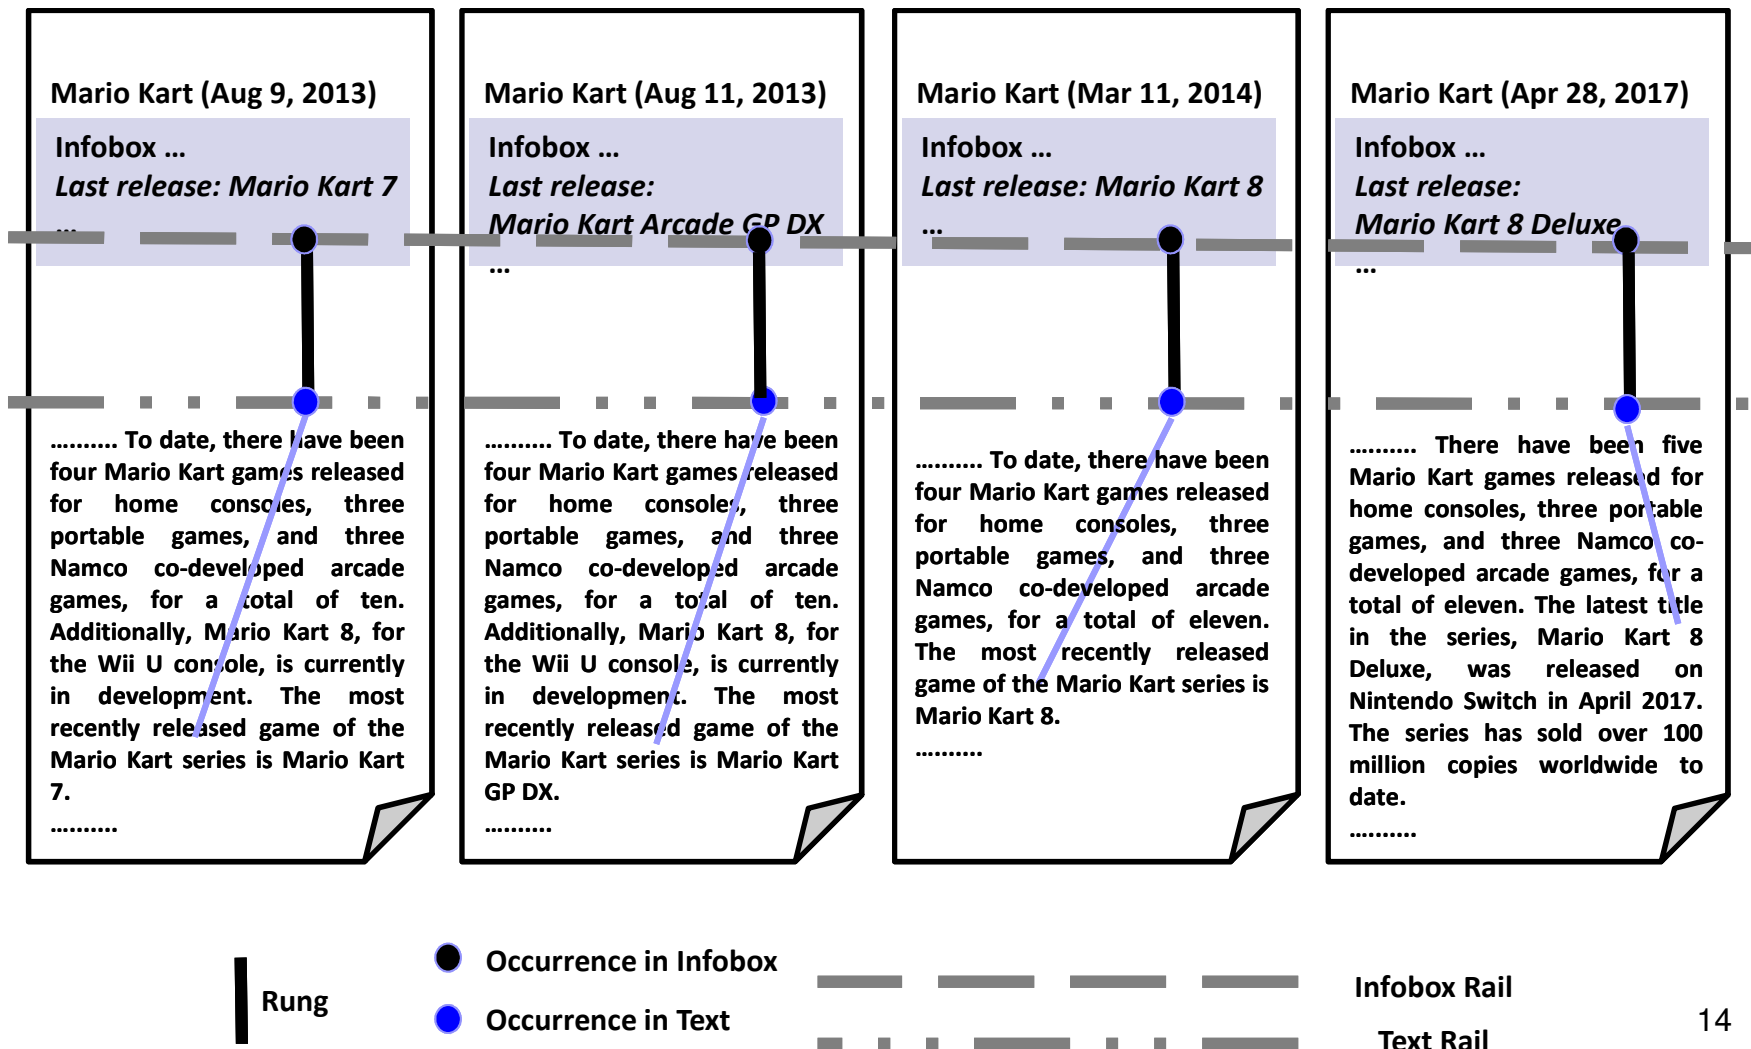 Mario Kart (Aug 9, 2013)
Infobox …
Last release: Mario Kart 7
…
.......... To date, there have been
four Mario Kart games released
for home consoles, three
portable games, and three
Namco co-developed arcade
games, for a total of ten.
Additionally, Mario Kart 8, for
the Wii U console, is currently
in development. The most
recently released game of the
Mario Kart series is Mario Kart
7.
..........
Mario Kart (Aug 11, 2013)
Infobox …
Last release:
Mario Kart Arcade GP DX
…
.......... To date, there have been
four Mario Kart games released
for home consoles, three
portable games, and three
Namco co-developed arcade
games, for a total of ten.
Additionally, Mario Kart 8, for
the Wii U console, is currently
in development. The most
recently released game of the
Mario Kart series is Mario Kart
GP DX.
..........
Mario Kart (Mar 11, 2014)
Infobox …
Last release: Mario Kart 8
…
.......... To date, there have been
four Mario Kart games released
for home consoles, three
portable games, and three
Namco co-developed arcade
games, for a total of eleven.
The most recently released
game of the Mario Kart series is
Mario Kart 8.
..........
Mario Kart (Apr 28, 2017)
Infobox …
Last release:
Mario Kart 8 Deluxe
…
.......... There have been five
Mario Kart games released for
home consoles, three portable
games, and three Namco co-
developed arcade games, for a
total of eleven. The latest title
in the series, Mario Kart 8
Deluxe, was released on
Nintendo Switch in April 2017.
The series has sold over 100
million copies worldwide to
date.
..........
Rung
Occurrence in Infobox
Occurrence in Text
Infobox Rail
Text Rail
14